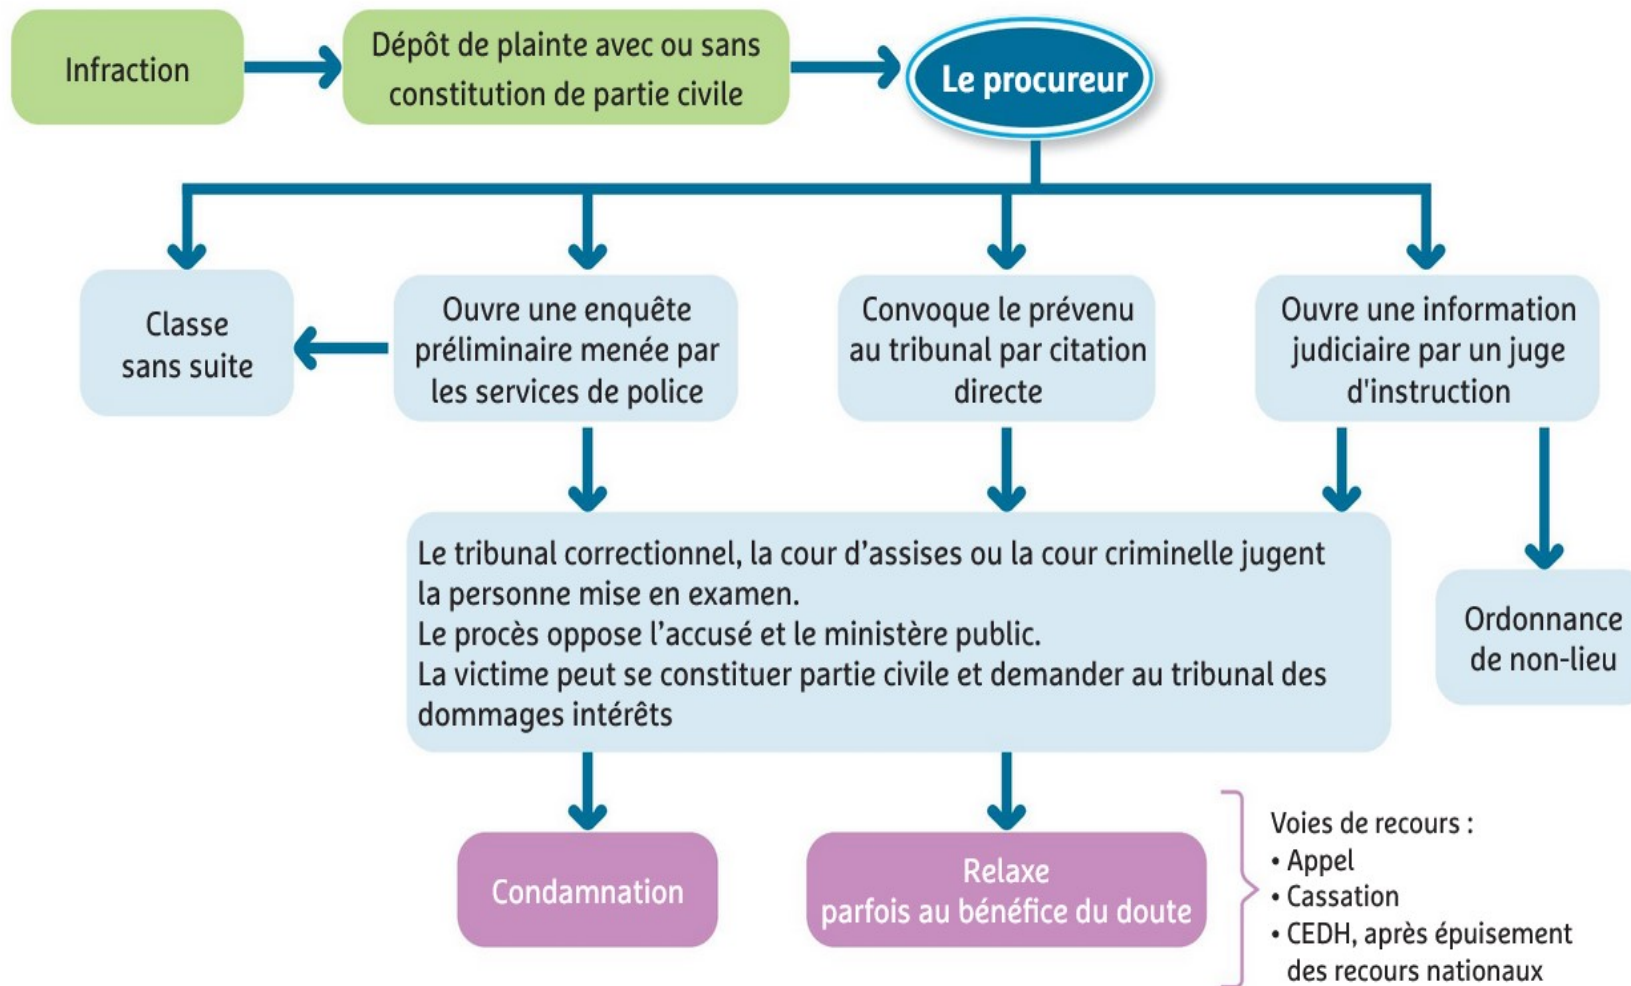 Infraction
Dépôt de plainte avec ou sans
constitution de partie civile
Le procureur
Classe
sans suite
Ouvre une enquête
préliminaire menée par
les services de police
Convoque le prévenu
au tribunal par citation
directe
Ouvre une information
judiciaire par un juge
d'instruction
Le tribunal correctionnel, la cour d’assises ou la cour criminelle jugent
la personne mise en examen.
Le procès oppose l’accusé et le ministère public.
La victime peut se constituer partie civile et demander au tribunal des
dommages intérêts
Ordonnance
de non-lieu
Condamnation
Relaxe
parfois au bénéfice du doute
Voies de recours :
• Appel
• Cassation
• CEDH, après épuisement
des recours nationaux